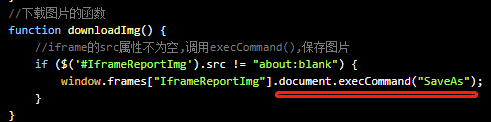 //下载图片的函数
function downloadImg() {
//iframe的src属性不为空,调用execCommand(),保存图片
if ($('#IframeReportImg').src != "about:blank") {
window.frames["IframeReportImg"].document.execCommand("SaveAs");
}
}